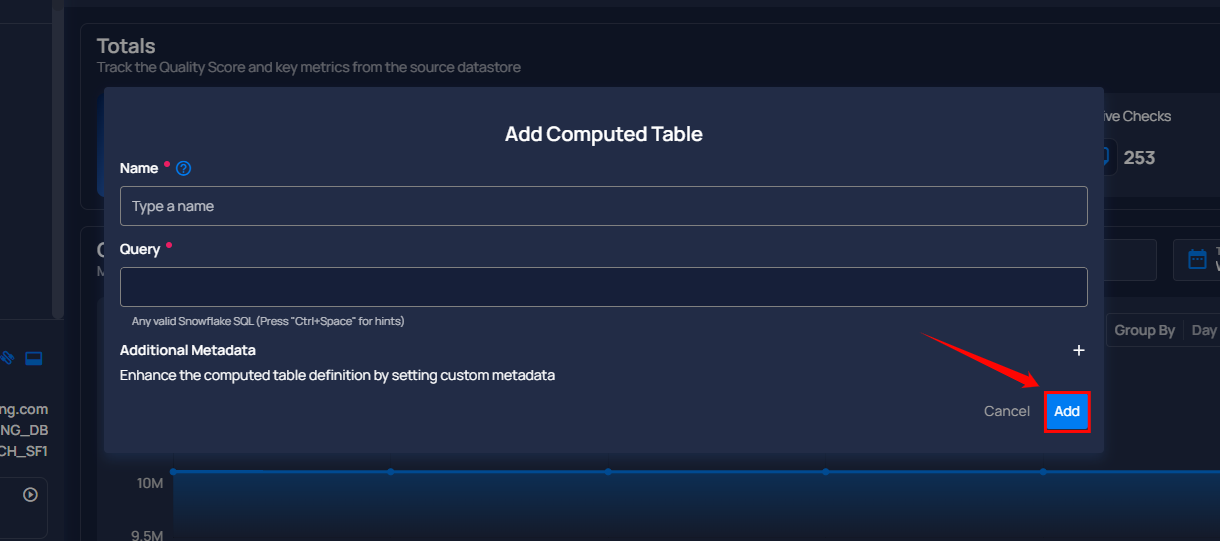 Totals
Track the Quality Score and key metrics from the source datastore
Add Computed Table
ive Checks
253
Name
Type a name
Query
Any valid Snowflake SQL (Press "Ctrl+Space" for hints)
Group By Day
Additional Metadata
+
Enhance the computed table definition by setting custom metadata
Cancel Add
ng.com
NG_DB
CH_SF1
10M
9.5M